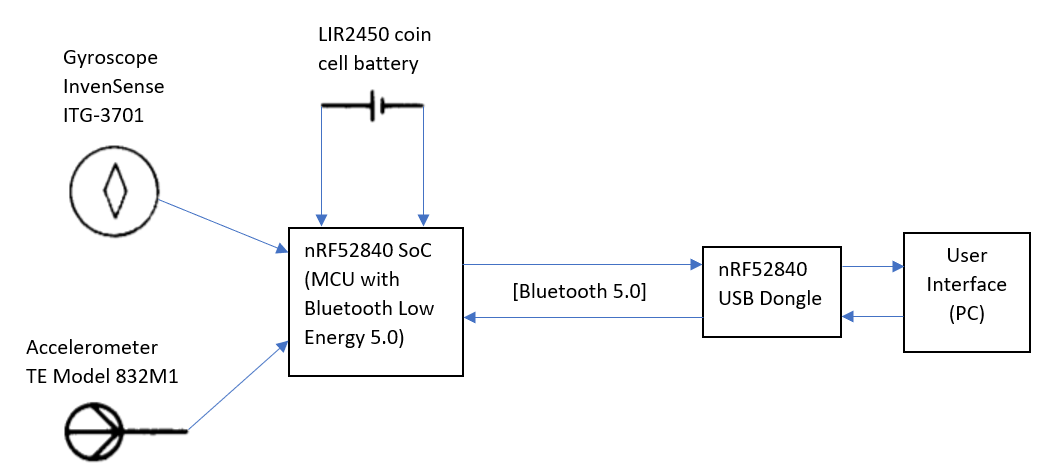 Gyroscope
InvenSense
ITG-3701
LIR2450 coin
cell battery
nRF52840 SoC
(MCU with
Bluetooth Low
Energy 5.0)
[Bluetooth 5.0]
nRF52840
USB Dongle
User
Interface
(PC)
Accelerometer
TE Model 832M1